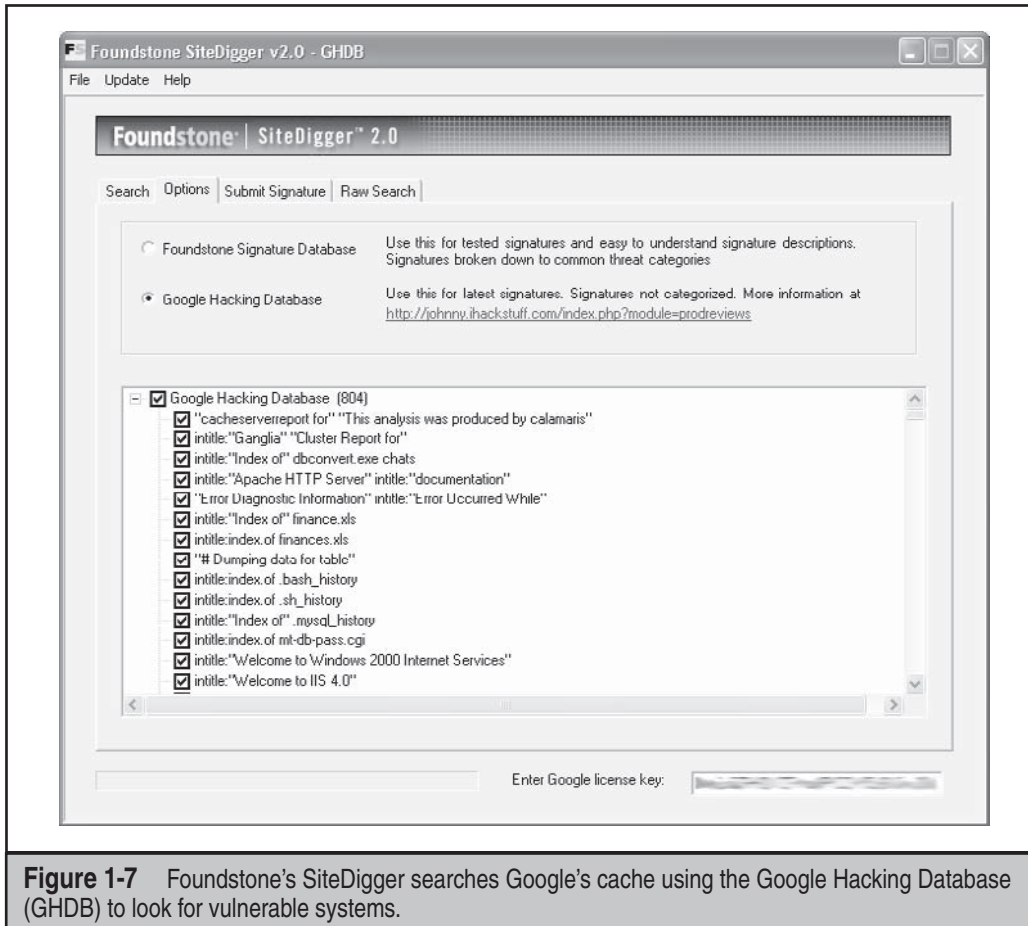 FS Foundstone SiteDigger v2.0 - GHDB
File Update Help
Foundstone | SiteDigger™ 2.0
Search Options Submit Signature Raw Search
Foundstone Signature Database
Use this for tested signatures and easy to understand signature descriptions.
Signatures broken down to common threat categories
Google Hacking Database
Use this for latest signatures. Signatures not categorized. More information at
http://johnny.ihackstuff.com/index.php?module=prodreviews
Google Hacking Database (804)
"cacheserverreport for" "This analysis was produced by calamaris"
intitle:"Ganglia" "Cluster Report for"
intitle:"Index of" dbconvert.exe chats
intitle:"Apache HTTP Server" intitle:"documentation"
"Error Diagnostic Information" intitle:"Error Occurred While"
intitle:"Index of" finance.xls
intitle:index.of finances.xls
"# Dumping data for table"
intitle:index.of .bash_history
intitle:index.of .sh_history
intitle:"Index of" .mysql_history
intitle:index.of mt-db-pass.cgi
intitle:"Welcome to Windows 2000 Internet Services"
intitle:"Welcome to IIS 4.0"
Enter Google license key:
Figure 1-7 Foundstone's SiteDigger searches Google's cache using the Google Hacking Database
(GHDB) to look for vulnerable systems.